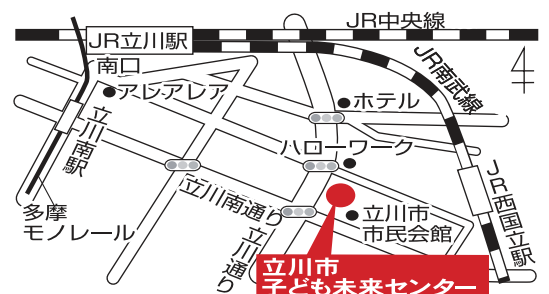 JR中央線
JR立川駅
南口
アレアレア
JR南武線
ホテル
立川南駅
ハローワーク
多摩
モノレール
立川南通り
立川市
市民会館
JR西国立駅
立川通り
立川市
子ども未来センター